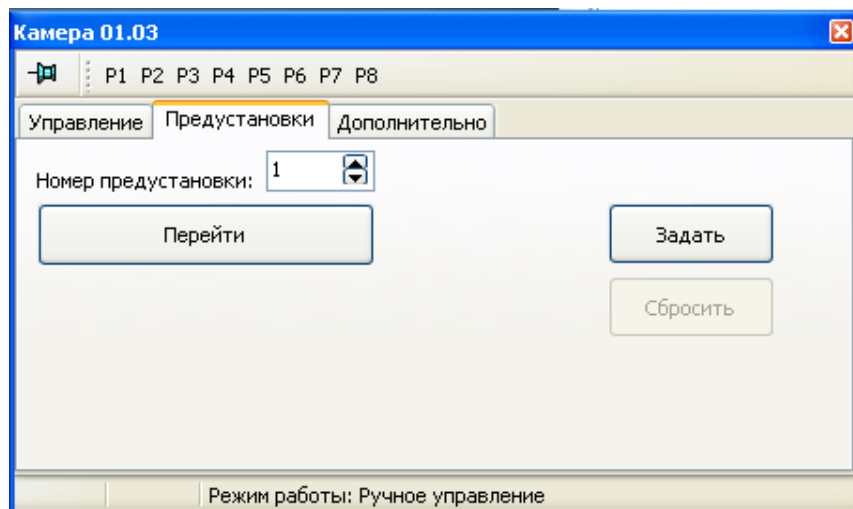 Камера 01.03
P1 P2 P3 P4 P5 P6 P7 P8
Управление Предустановки Дополнительно
Номер предустановки: 1
Перейти Задать
Сбросить
Режим работы: Ручное управление